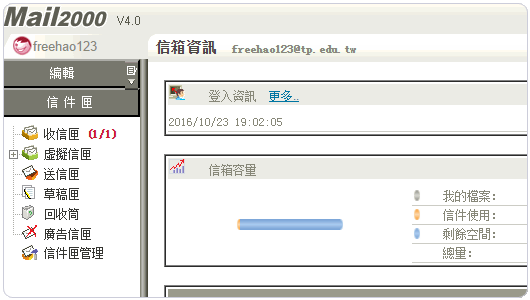 Mail2000 V4.0
freehao123
信箱資訊 freehao123@tp.edu.tw
編輯
信件匣
收信匣 (1/1)
虛擬信匣
送信匣
草稿匣
回收筒
廣告信匣
信件匣管理
登入資訊 更多..
2016/10/23 19:02:05
信箱容量
我的檔案:
信件使用:
剩餘空間:
總量: